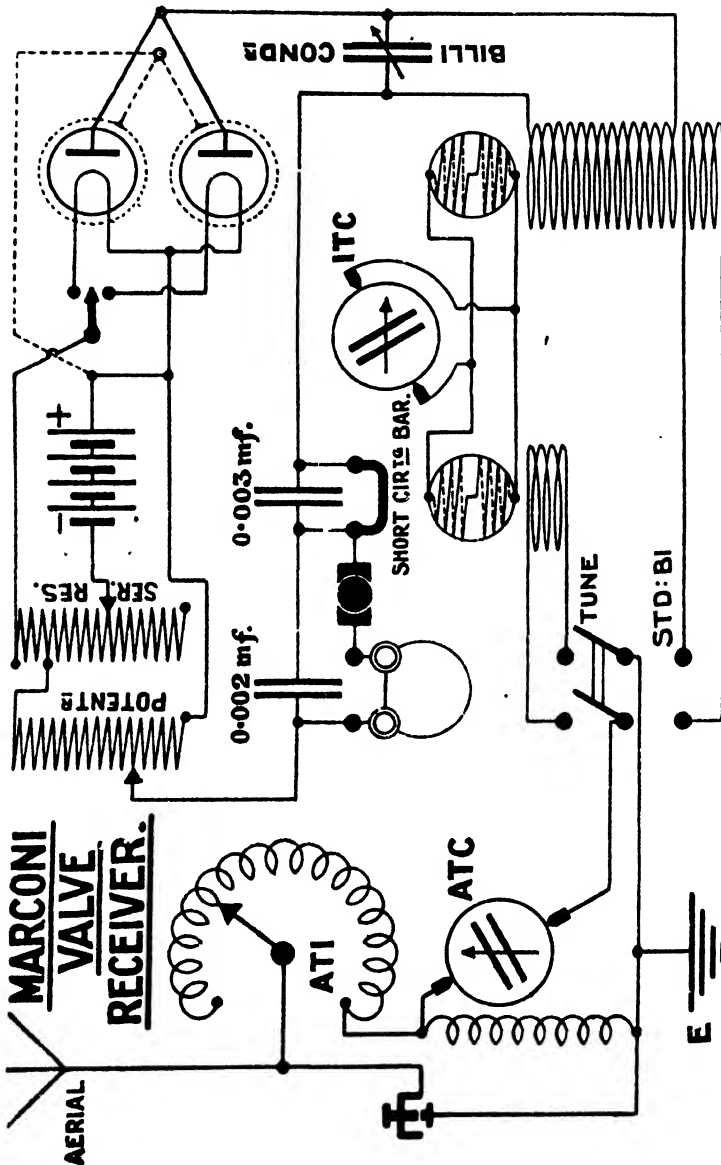 MARCONI
VALVE
RECEIVER.
AERIAL
ATI
ATC
E
POTENTR
SER.
RES.
-
+
0·002 mf.
0·003 mf.
SHORT CIRTG BAR.
ITC
BILLI
CONDR
TUNE
STD:BI